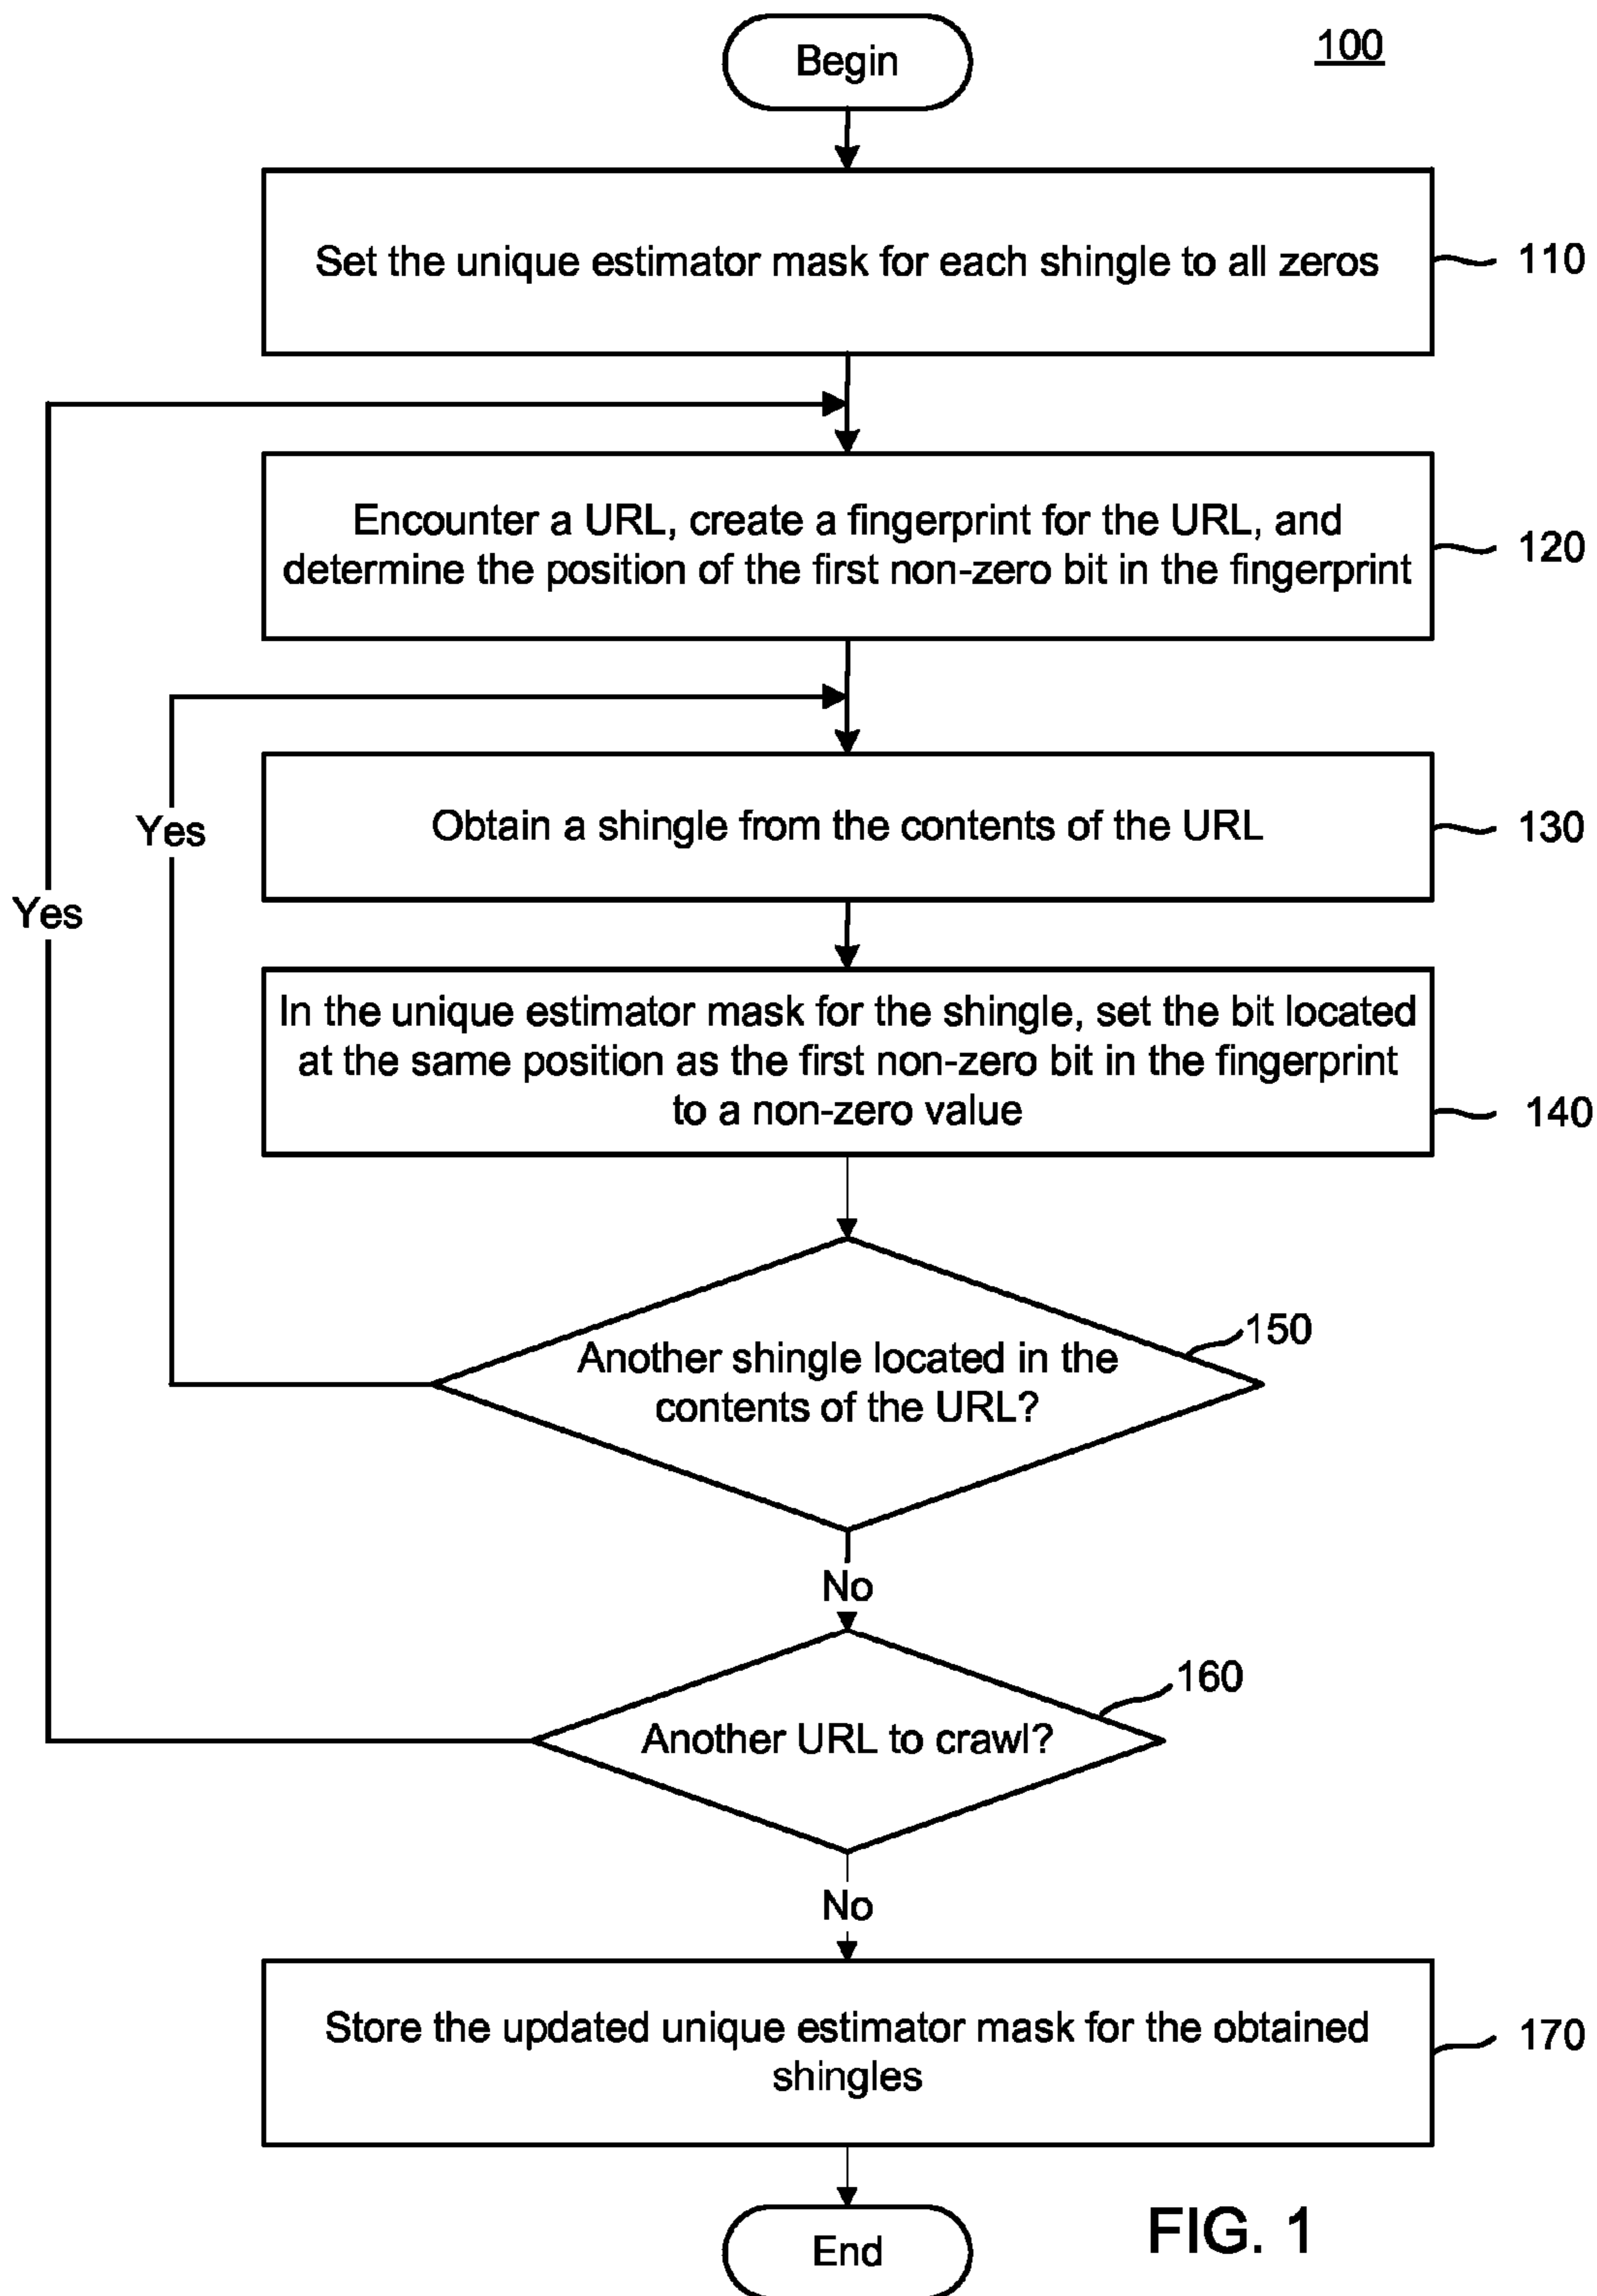 Begin
100
Set the unique estimator mask for each shingle to all zeros
110
Encounter a URL, create a fingerprint for the URL, and
determine the position of the first non-zero bit in the fingerprint
120
Obtain a shingle from the contents of the URL
130
Yes
Yes
In the unique estimator mask for the shingle, set the bit located
at the same position as the first non-zero bit in the fingerprint
to a non-zero value
140
Another shingle located in the
contents of the URL?
150
No
Another URL to crawl?
160
No
Store the updated unique estimator mask for the obtained
shingles
170
End
FIG. 1